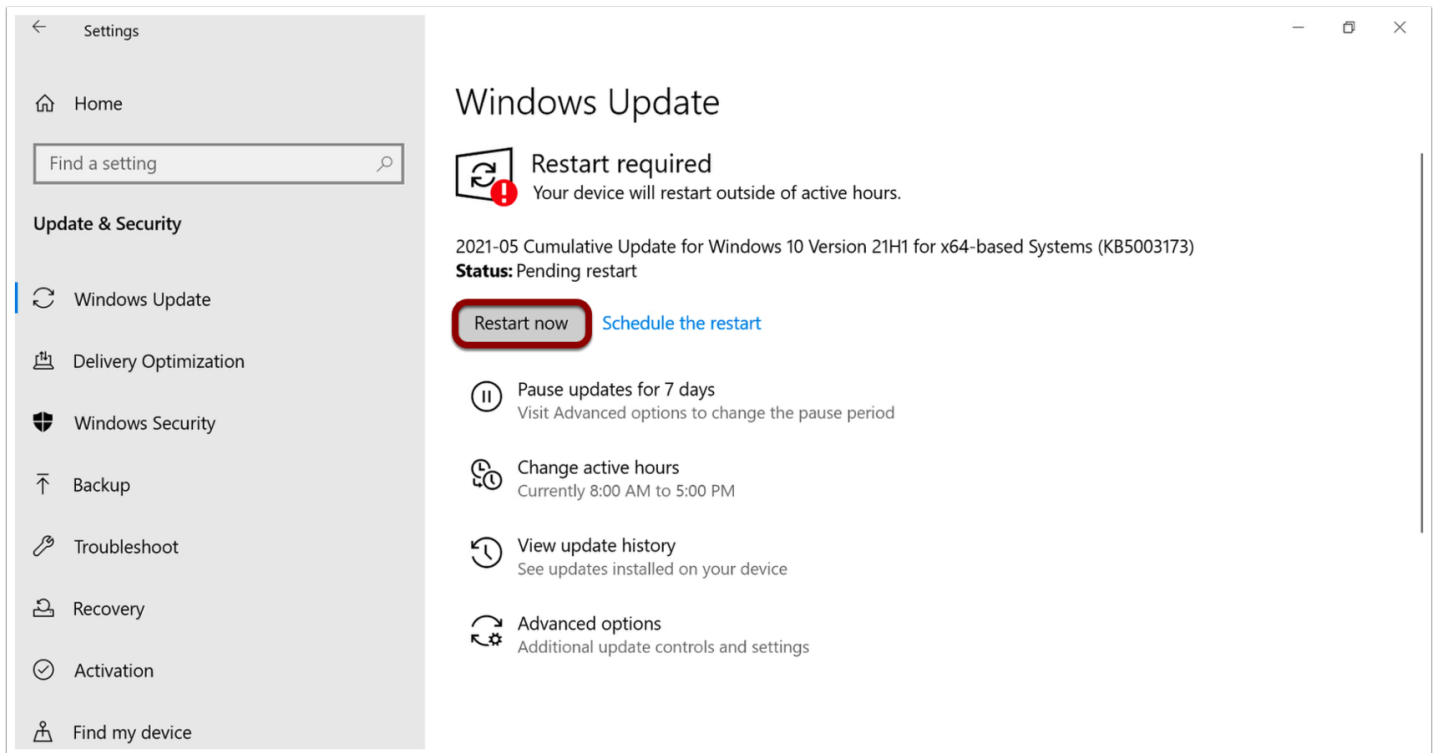 Settings
Home
Find a setting
Update & Security
Windows Update
Delivery Optimization
Windows Security
Backup
Troubleshoot
Recovery
Activation
Find my device
Windows Update
Restart required
Your device will restart outside of active hours.
2021-05 Cumulative Update for Windows 10 Version 21H1 for x64-based Systems (KB5003173)
Status: Pending restart
Restart now Schedule the restart
Pause updates for 7 days
Visit Advanced options to change the pause period
Change active hours
Currently 8:00 AM to 5:00 PM
View update history
See updates installed on your device
Advanced options
Additional update controls and settings